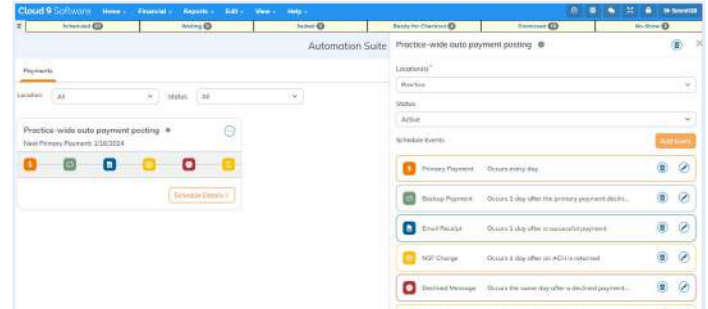 Cloud 9 Software Home Financial Reports Edit View Help
Scheduled Waiting Seated Ready for Checkout Dismissed No-Show
Automation Suite
Practice-wide auto payment posting
Payments
Location(s)*
Practice
Location All Status All
Status
Active
Practice-wide auto payment posting
Next Primary Payment: 1/18/2024
Schedule Events
Add Event
Primary Payment Occurs every day
Schedule Details >
Backup Payment Occurs 1 day after the primary payment declin...
Email Receipt Occurs 1 day after a successful payment
NSF Charge Occurs 1 day after an ACH is returned
Declined Message Occurs the same day after a declined payment...